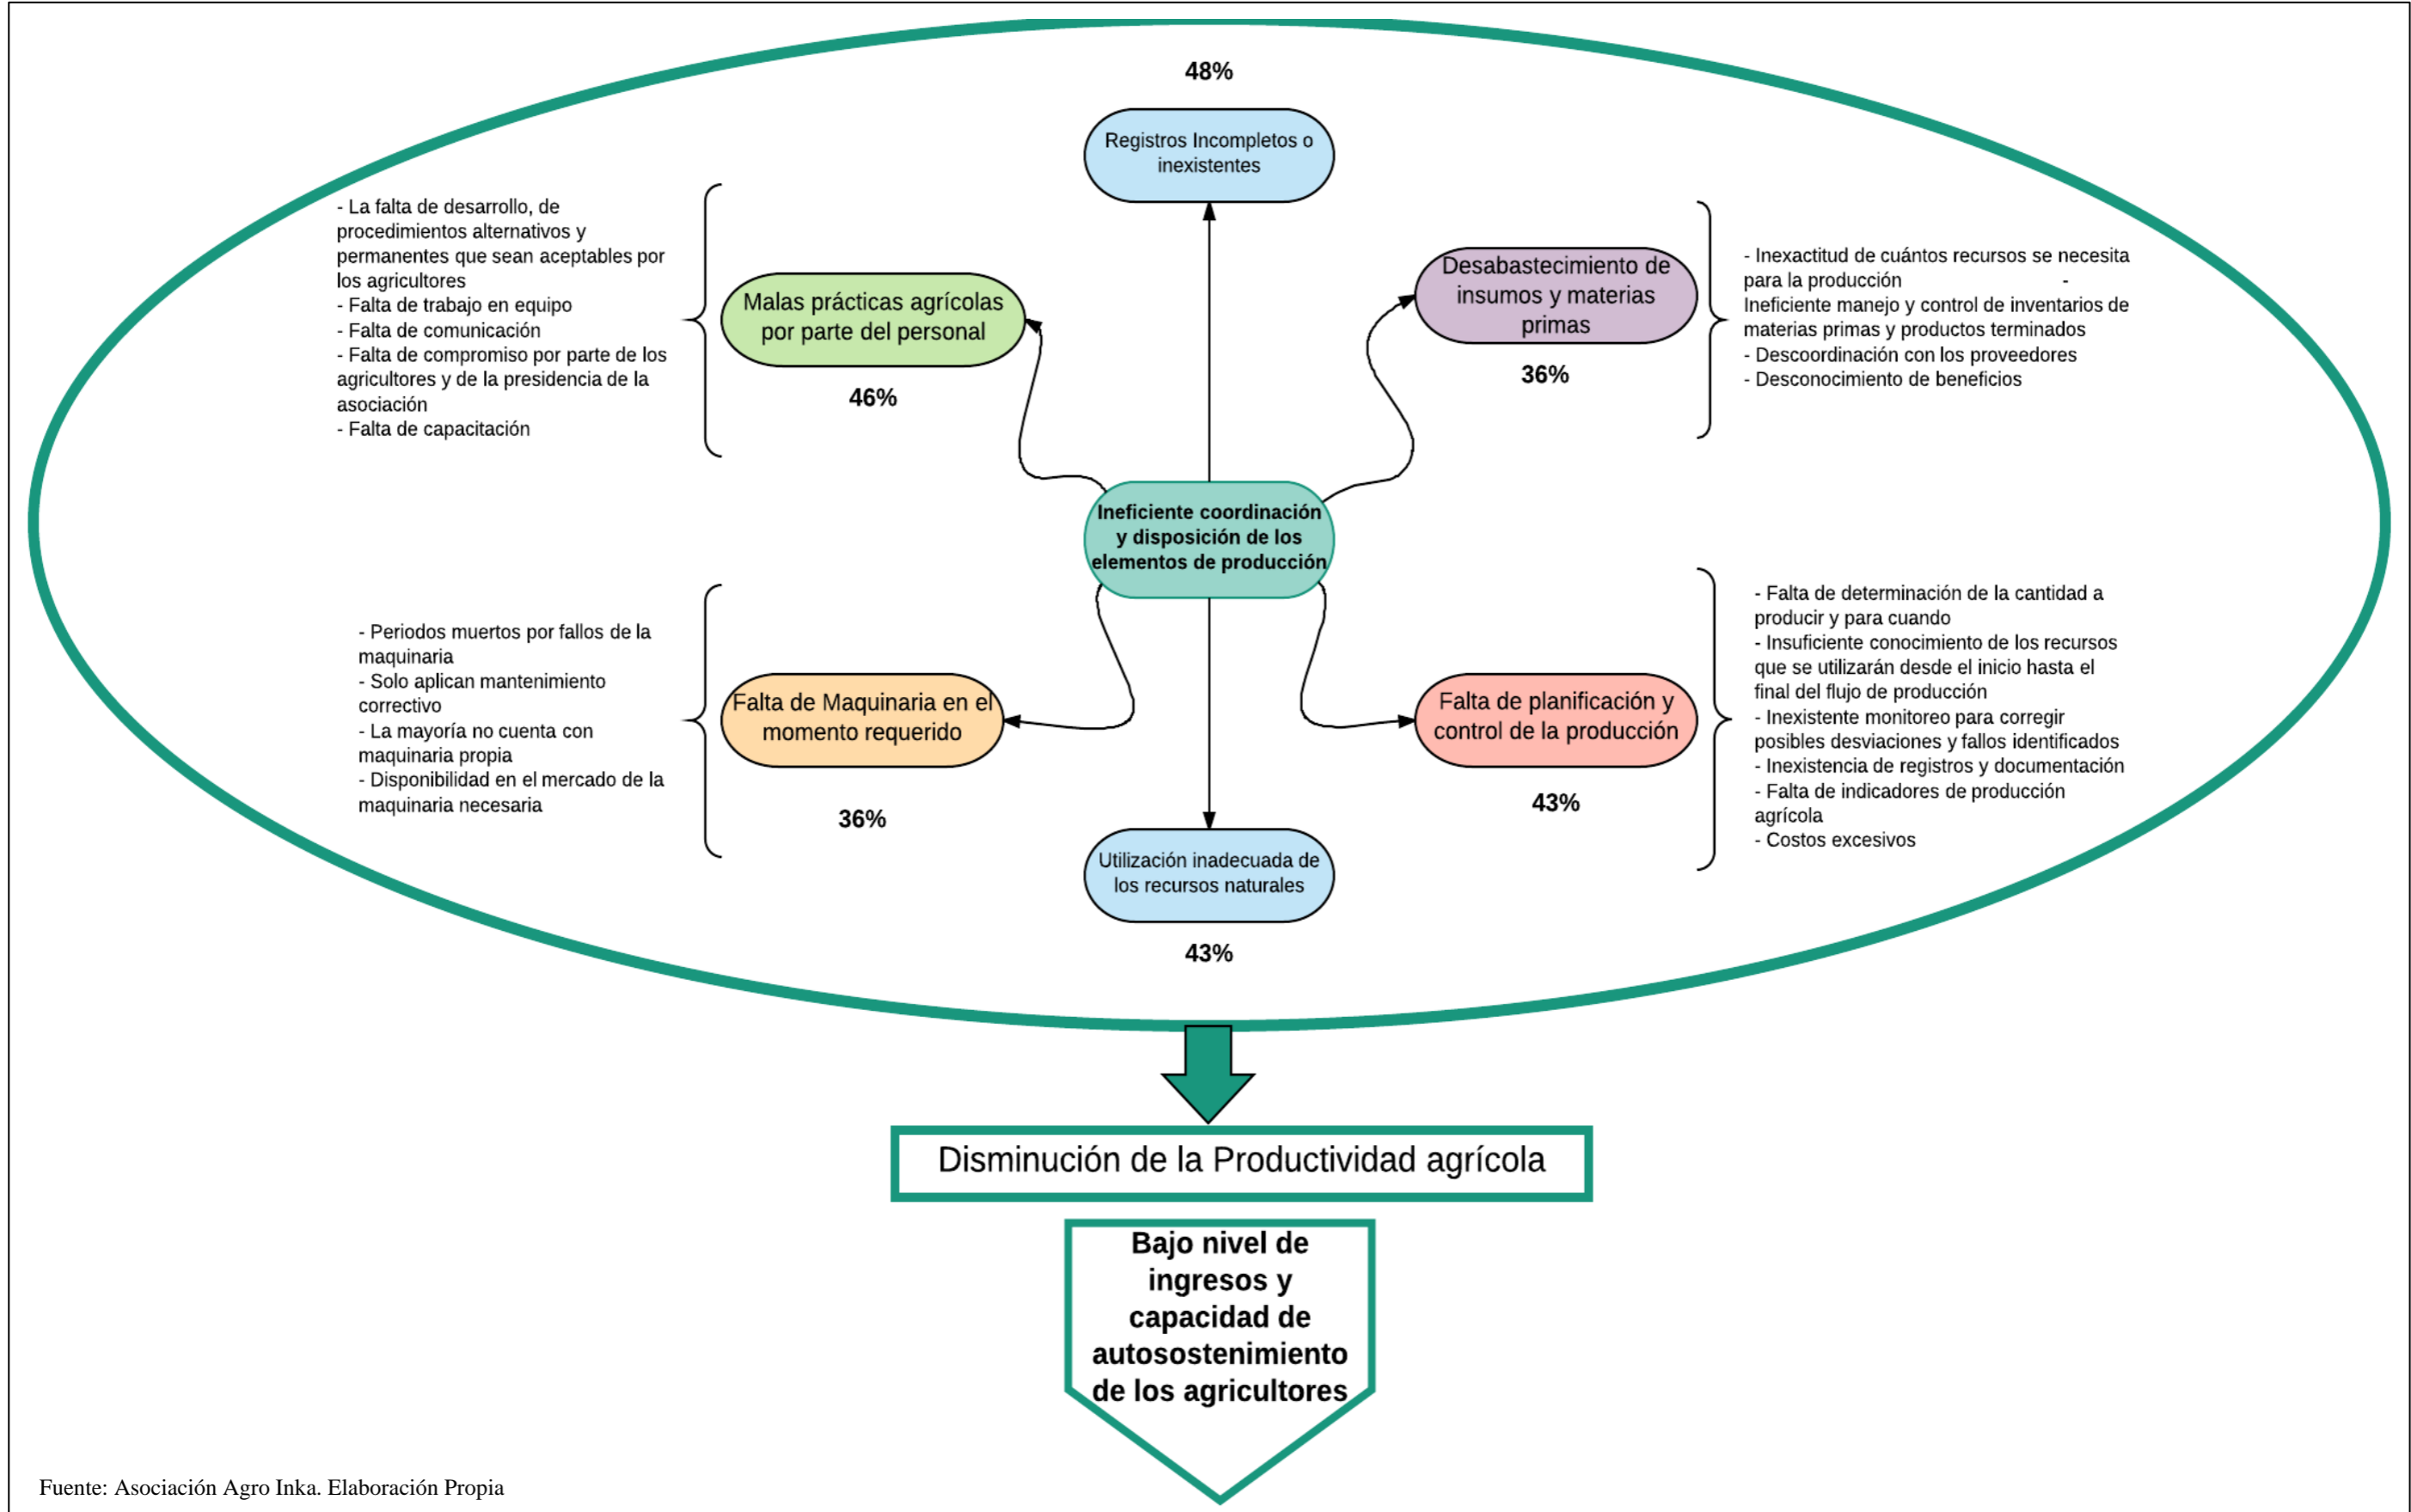 48%
Registros Incompletos o
inexistentes
- La falta de desarrollo, de
procedimientos alternativos y
permanentes que sean aceptables por
los agricultores
- Falta de trabajo en equipo
- Falta de comunicación
- Falta de compromiso por parte de los
agricultores y de la presidencia de la
asociación
- Falta de capacitación
Malas prácticas agrícolas
por parte del personal
46%
Desabastecimiento de
insumos y materias
primas
36%
- Inexactitud de cuántos recursos se necesita
para la producción -
Ineficiente manejo y control de inventarios de
materias primas y productos terminados
- Descoordinación con los proveedores
- Desconocimiento de beneficios
Ineficiente coordinación
y disposición de los
elementos de producción
- Periodos muertos por fallos de la
maquinaria
- Solo aplican mantenimiento
correctivo
- La mayoría no cuenta con
maquinaria propia
- Disponibilidad en el mercado de la
maquinaria necesaria
Falta de Maquinaria en el
momento requerido
36%
Falta de planificación y
control de la producción
43%
- Falta de determinación de la cantidad a
producir y para cuando
- Insuficiente conocimiento de los recursos
que se utilizarán desde el inicio hasta el
final del flujo de producción
- Inexistente monitoreo para corregir
posibles desviaciones y fallos identificados
- Inexistencia de registros y documentación
- Falta de indicadores de producción
agrícola
- Costos excesivos
Utilización inadecuada de
los recursos naturales
43%
Disminución de la Productividad agrícola
Bajo nivel de
ingresos y
capacidad de
autosostenimiento
de los agricultores
Fuente: Asociación Agro Inka. Elaboración Propia